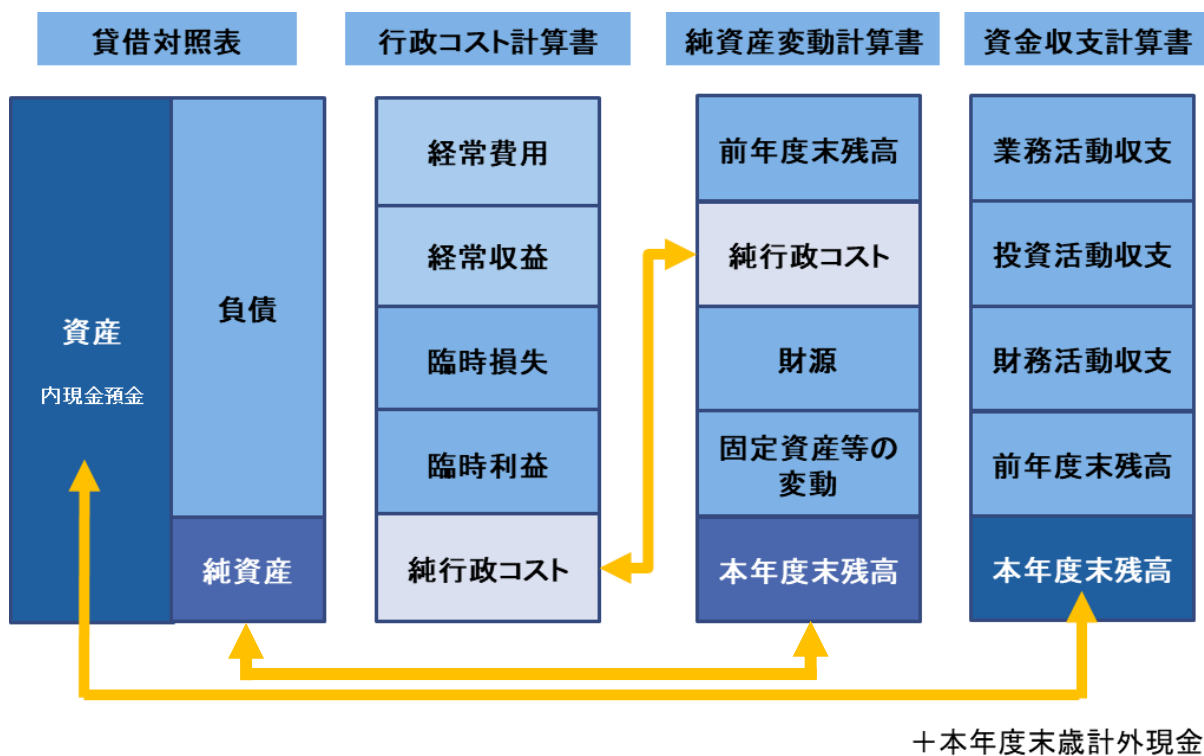 貸借対照表
行政コスト計算書
純資産変動計算書
資金収支計算書
資産
内現金預金
負債
純資産
経常費用
経常収益
臨時損失
臨時利益
純行政コスト
前年度末残高
純行政コスト
財源
固定資産等の
変動
本年度末残高
業務活動収支
投資活動収支
財務活動収支
前年度末残高
本年度末残高
＋本年度末歳計外現金